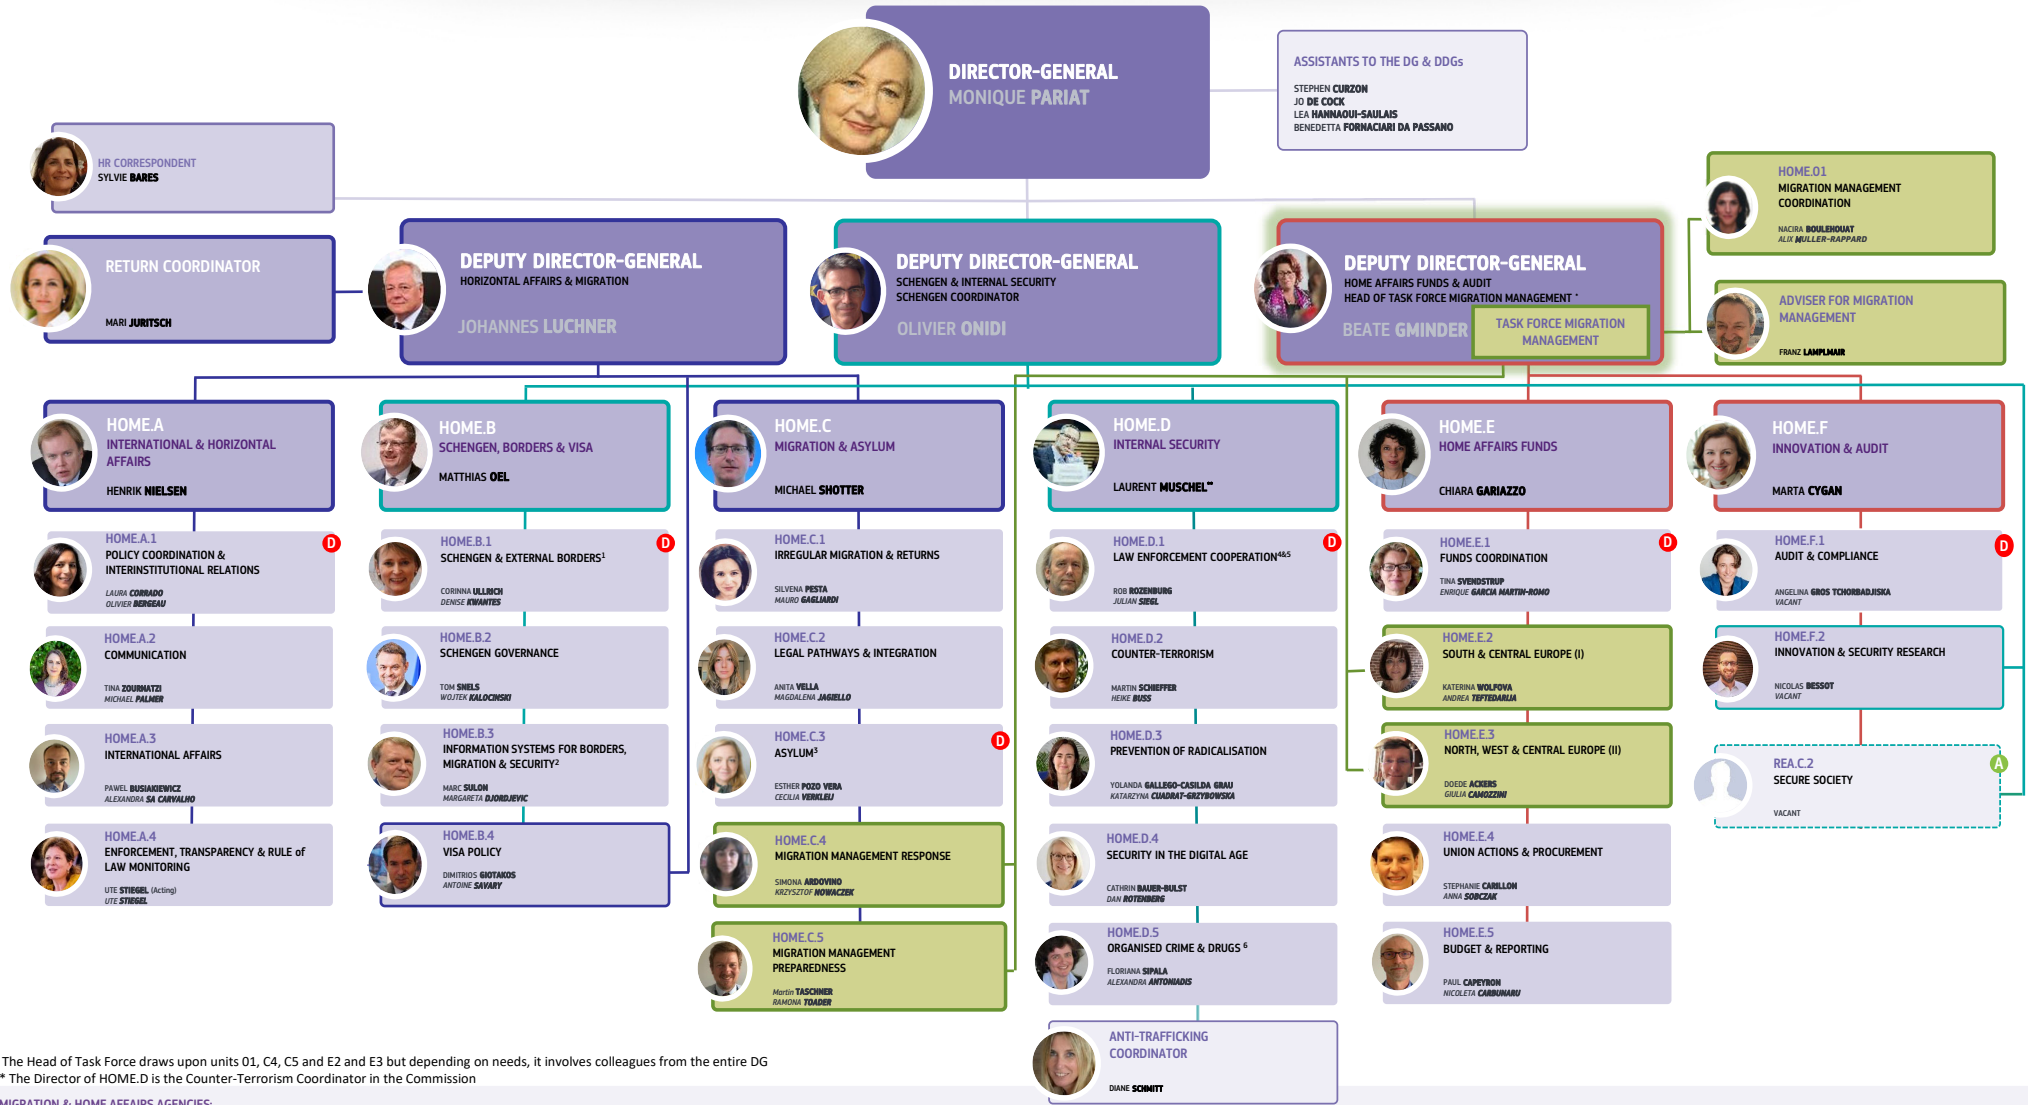 DIRECTOR-GENERAL
MONIQUE PARIAT
ASSISTANTS TO THE DG & DDGs
STEPHEN CURZON
JO DE COCK
LEA HANNAOUI-SAULAIS
BENEDETTA FORNACIARI DA PASSANO
HR CORRESPONDENT
SYLVIE BARES
HOME.01
MIGRATION MANAGEMENT
COORDINATION
NACIRA BOULEHOUAT
ALIX MULLER-RAPPARD
RETURN COORDINATOR
MARI JURITSCH
DEPUTY DIRECTOR-GENERAL
HORIZONTAL AFFAIRS & MIGRATION
JOHANNES LUCHNER
DEPUTY DIRECTOR-GENERAL
SCHENGEN & INTERNAL SECURITY
SCHENGEN COORDINATOR
OLIVIER ONIDI
DEPUTY DIRECTOR-GENERAL
HOME AFFAIRS FUNDS & AUDIT
HEAD OF TASK FORCE MIGRATION MANAGEMENT *
BEATE GMINDER
TASK FORCE MIGRATION
MANAGEMENT
ADVISER FOR MIGRATION
MANAGEMENT
FRANZ LAMPLMAIR
HOME.A
INTERNATIONAL & HORIZONTAL
AFFAIRS
HENRIK NIELSEN
HOME.B
SCHENGEN, BORDERS & VISA
MATTHIAS OEL
HOME.C
MIGRATION & ASYLUM
MICHAEL SHOTTER
HOME.D
INTERNAL SECURITY
LAURENT MUSCHEL**
HOME.E
HOME AFFAIRS FUNDS
CHIARA GARIAZZO
HOME.F
INNOVATION & AUDIT
MARTA CYGAN
HOME.A.1
POLICY COORDINATION &
INTERINSTITUTIONAL RELATIONS
LAURA CORRADO
OLIVIER BERGEAU
D
HOME.B.1
SCHENGEN & EXTERNAL BORDERS¹
CORINNA ULLRICH
DENISE KWANTES
D
HOME.C.1
IRREGULAR MIGRATION & RETURNS
SILVENA PESTA
MAURO GAGLIARDI
HOME.D.1
LAW ENFORCEMENT COOPERATION⁴&⁵
ROB ROZENBURG
JULIAN SIEGL
D
HOME.E.1
FUNDS COORDINATION
TINA SVENDSTRUP
ENRIQUE GARCIA MARTIN-ROMO
D
HOME.F.1
AUDIT & COMPLIANCE
ANGELINA GROS TCHORBADJISKA
VACANT
D
HOME.A.2
COMMUNICATION
TINA ZOURNATZI
MICHAEL PALMER
HOME.B.2
SCHENGEN GOVERNANCE
TOM SNELS
WOJTEK KALOCINSKI
HOME.C.2
LEGAL PATHWAYS & INTEGRATION
ANITA VELLA
MAGDALENA JAGIELLO
HOME.D.2
COUNTER-TERRORISM
MARTIN SCHIEFFER
HEIKE BUSS
HOME.E.2
SOUTH & CENTRAL EUROPE (I)
KATERINA WOLFOVA
ANDREA TEFTEDARIJA
HOME.F.2
INNOVATION & SECURITY RESEARCH
NICOLAS BESSOT
VACANT
HOME.A.3
INTERNATIONAL AFFAIRS
PAWEL BUSIAKIEWICZ
ALEXANDRA SA CARVALHO
HOME.B.3
INFORMATION SYSTEMS FOR BORDERS,
MIGRATION & SECURITY²
MARC SULON
MARGARETA DJORDJEVIC
HOME.C.3
ASYLUM³
ESTHER POZO VERA
CECILIA VERKLEIJ
D
HOME.D.3
PREVENTION OF RADICALISATION
YOLANDA GALLEGO-CASILDA GRAU
KATARZYNA CUADRAT-GRZYBOWSKA
HOME.E.3
NORTH, WEST & CENTRAL EUROPE (II)
DOEDE ACKERS
GIULIA CAMOZZINI
REA.C.2
SECURE SOCIETY
VACANT
A
HOME.A.4
ENFORCEMENT, TRANSPARENCY & RULE of
LAW MONITORING
UTE STIEGEL (Acting)
UTE STIEGEL
HOME.B.4
VISA POLICY
DIMITRIOS GIOTAKOS
ANTOINE SAVARY
HOME.C.4
MIGRATION MANAGEMENT RESPONSE
SIMONA ARDOVINO
KRZYSZTOF NOWACZEK
HOME.D.4
SECURITY IN THE DIGITAL AGE
CATHRIN BAUER-BULST
DAN ROTENBERG
HOME.E.4
UNION ACTIONS & PROCUREMENT
STEPHANIE CARILLON
ANNA SOBCZAK
HOME.C.5
MIGRATION MANAGEMENT
PREPAREDNESS
Martin TASCHNER
RAMONA TOADER
HOME.D.5
ORGANISED CRIME & DRUGS ⁶
FLORIANA SIPALA
ALEXANDRA ANTONIADIS
HOME.E.5
BUDGET & REPORTING
PAUL CAPEYRON
NICOLETA CARBUNARU
ANTI-TRAFFICKING
COORDINATOR
DIANE SCHMITT
The Head of Task Force draws upon units 01, C4, C5 and E2 and E3 but depending on needs, it involves colleagues from the entire DG
* The Director of HOME.D is the Counter-Terrorism Coordinator in the Commission
MIGRATION & HOME AFFAIRS AGENCIES: